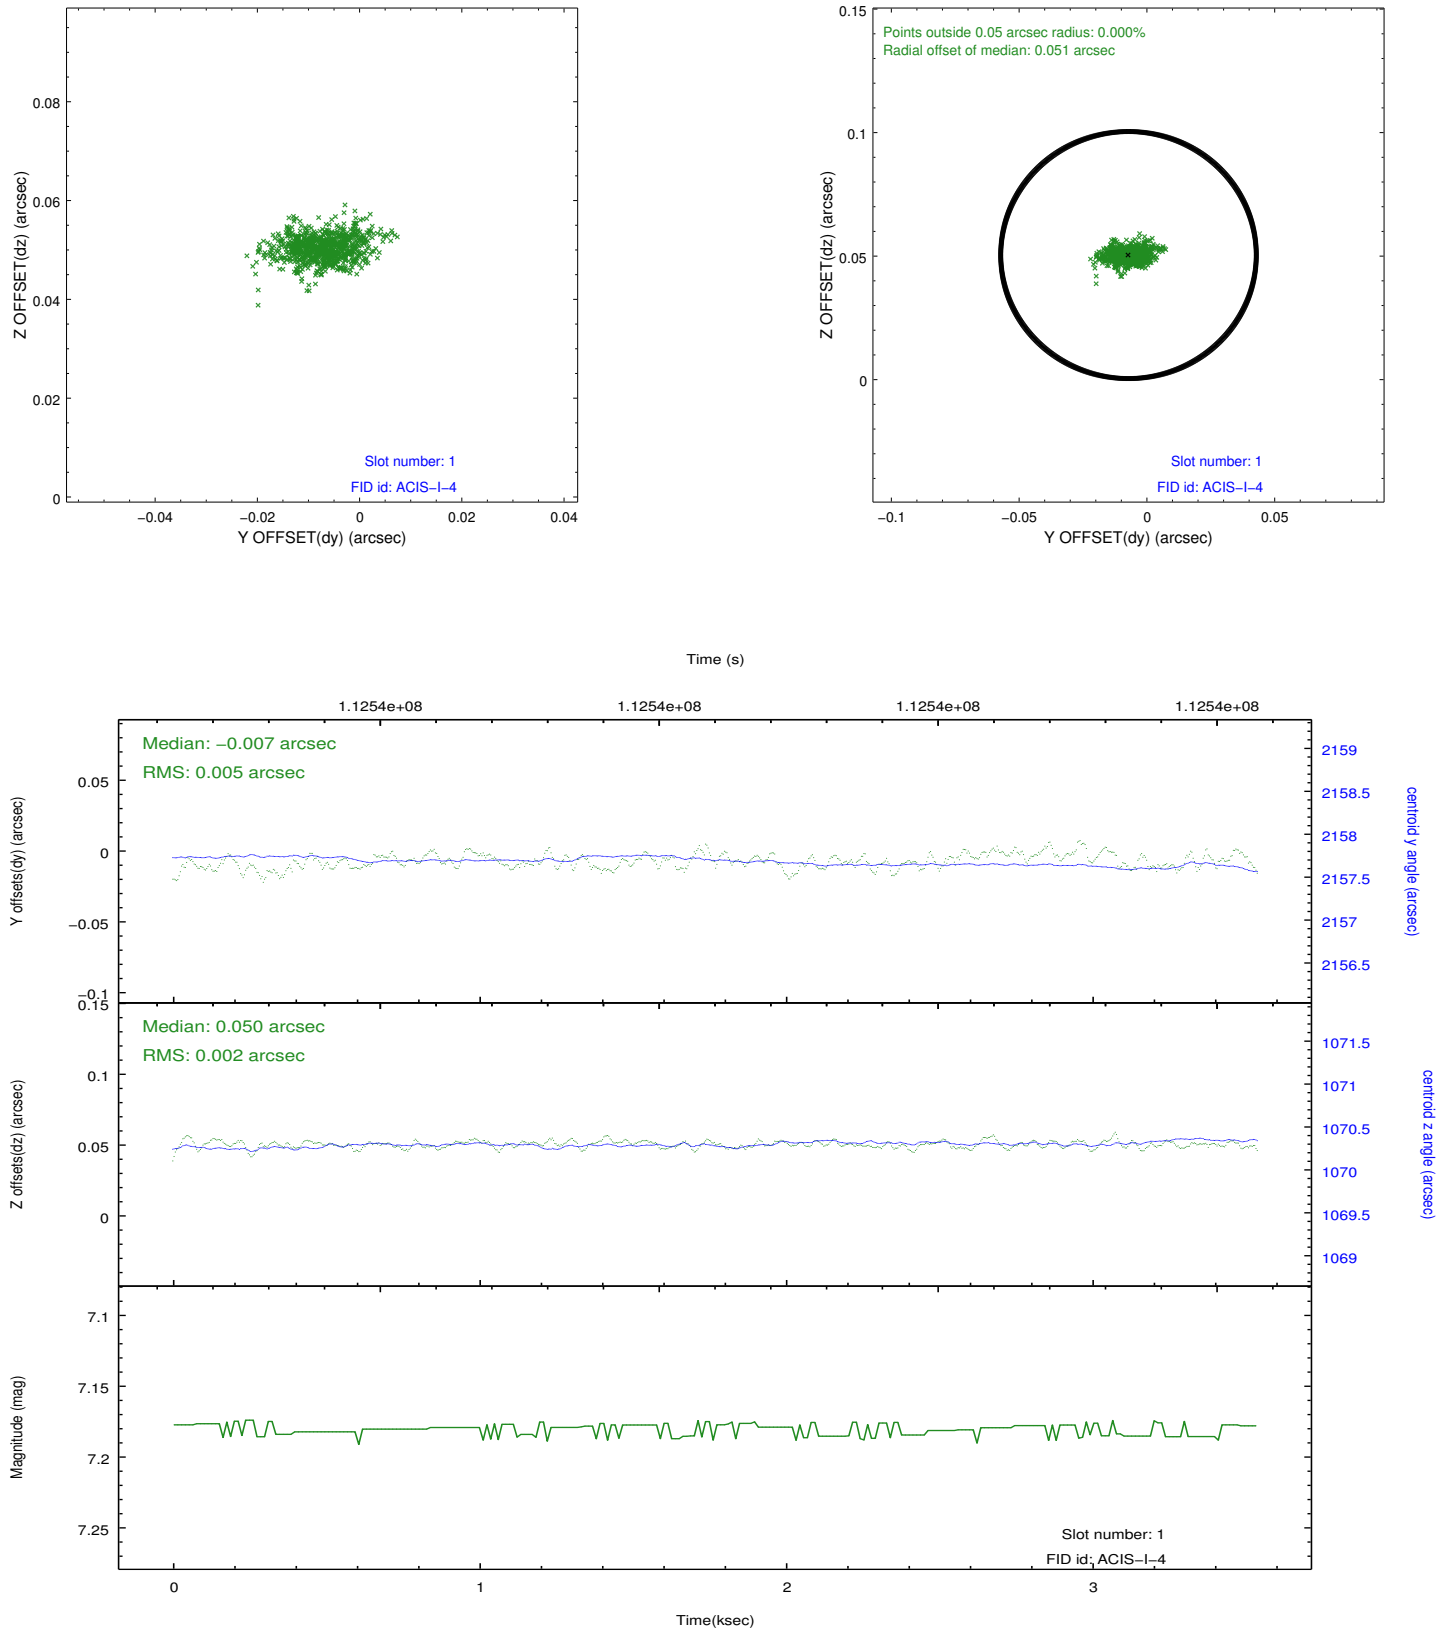 0.08
0.06
0.04
0.02
0
Z OFFSET(dz) (arcsec)
Slot number: 1
FID id: ACIS−I−4
−0.04 −0.02 0 0.02 0.04
Y OFFSET(dy) (arcsec)
0.15
0.1
0.05
0
Z OFFSET(dz) (arcsec)
Points outside 0.05 arcsec radius: 0.000%
Radial offset of median: 0.051 arcsec
Slot number: 1
FID id: ACIS−I−4
−0.1 −0.05 0 0.05
Y OFFSET(dy) (arcsec)
Time (s)
1.1254e+08 1.1254e+08 1.1254e+08 1.1254e+08
Median: −0.007 arcsec
RMS: 0.005 arcsec
0.05
0
−0.05
−0.1
Y offsets(dy) (arcsec)
2159
2158.5
2158
2157.5
2157
2156.5
centroid y angle (arcsec)
0.15
0.1
0.05
0
Z offsets(dz) (arcsec)
Median: 0.050 arcsec
RMS: 0.002 arcsec
1071.5
1071
1070.5
1070
1069.5
1069
centroid z angle (arcsec)
7.1
7.15
7.2
7.25
Magnitude (mag)
Slot number: 1
FID id: ACIS−I−4
0 1 2 3
Time(ksec)